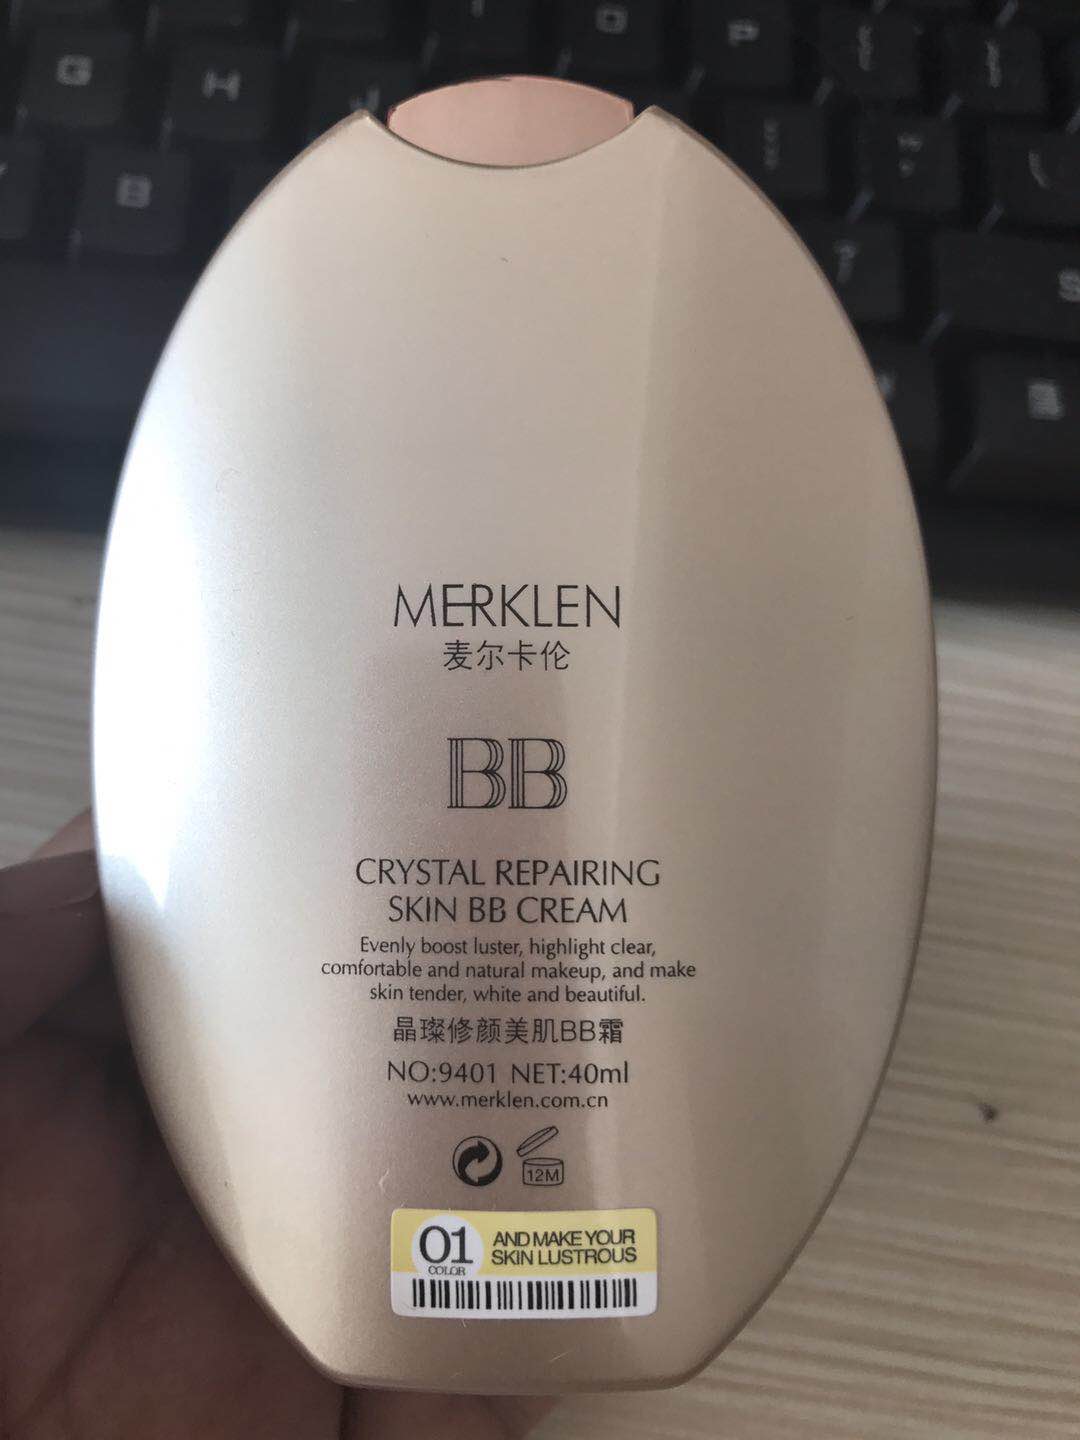 G
H
J
O
P
B
MERKLEN
麦尔卡伦
BB
CRYSTAL REPAIRING
SKIN BB CREAM
Evenly boost luster, highlight clear,
comfortable and natural makeup, and make
skin tender, white and beautiful.
晶璨修颜美肌BB霜
NO:9401 NET:40ml
www.merklen.com.cn
12M
01
COLOR
AND MAKE YOUR
SKIN LUSTROUS